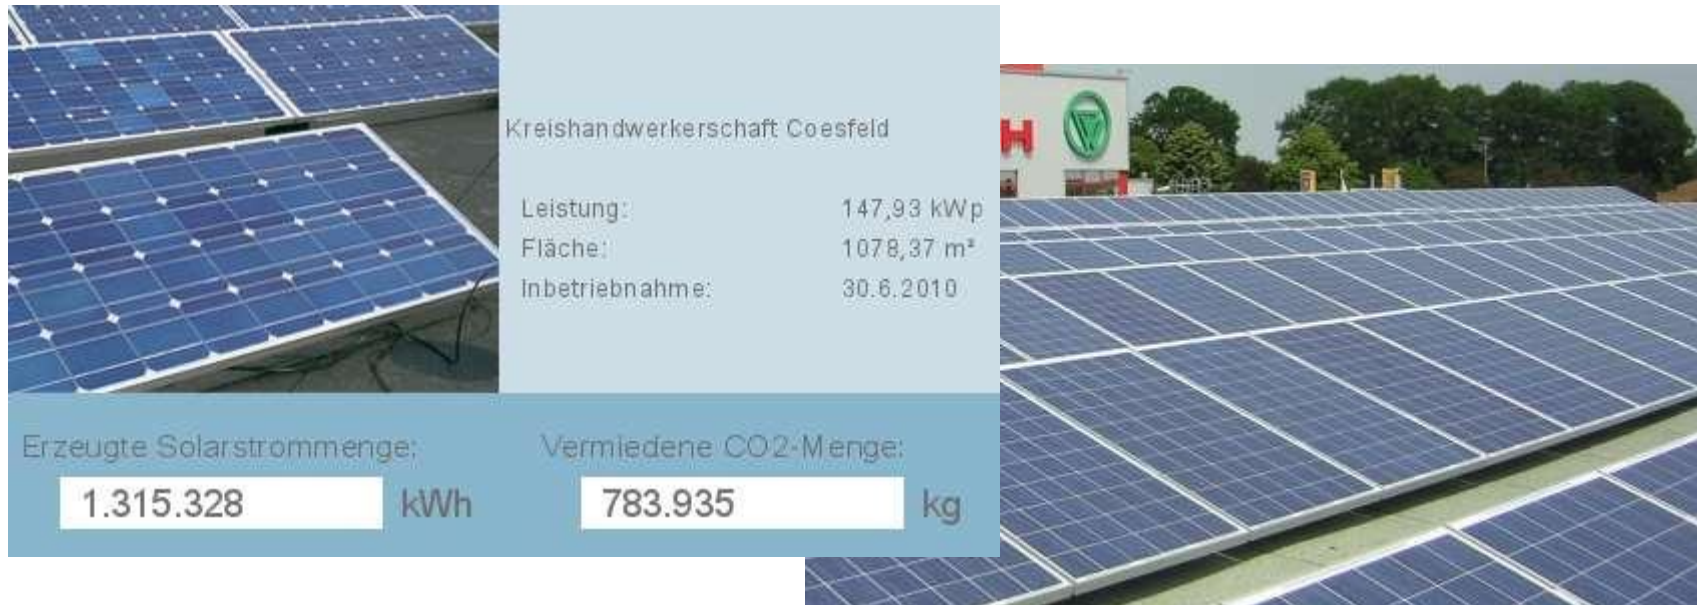 Kreishandwerkerschaft Coesfeld
Leistung: 147,93 kWp
Fläche: 1078,37 m²
Inbetriebnahme: 30.6.2010
Erzeugte Solarstrommenge:
1.315.328 kWh
Vermiedene CO2-Menge:
783.935 kg
H